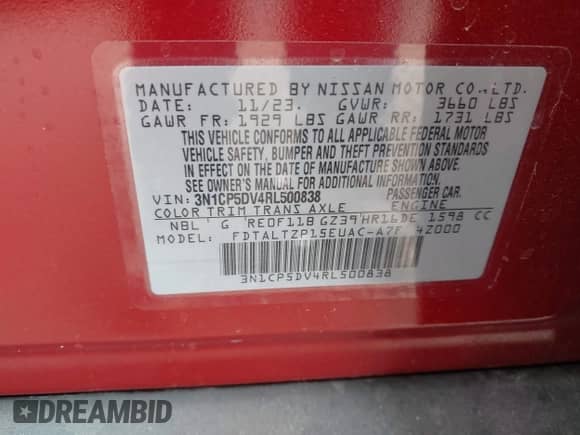 MANUFACTURED BY NISSAN MOTOR CO.,LTD.
DATE: 11/23. GVWR: 3660 LBS
GAWR FR: 1929 LBS GAWR RR: 1731 LBS
THIS VEHICLE CONFORMS TO ALL APPLICABLE FEDERAL MOTOR
VEHICLE SAFETY, BUMPER AND THEFT PREVENTION STANDARDS
IN EFFECT ON THE DATE OF MANUFACTURE SHOWN ABOVE.
SEE OWNER'S MANUAL FOR ADDITIONAL INFORMATION
VIN: 3N1CP5DV4RL500838 PASSENGER CAR.
COLOR TRIM TRANS AXLE ENGINE
NBL G RE0F11B GZ39 HR16DE 1598 CC
MODEL: FDTALTZP15EUAC-A7 4Z000
3N1CP5DV4RL500838
DREAMBID